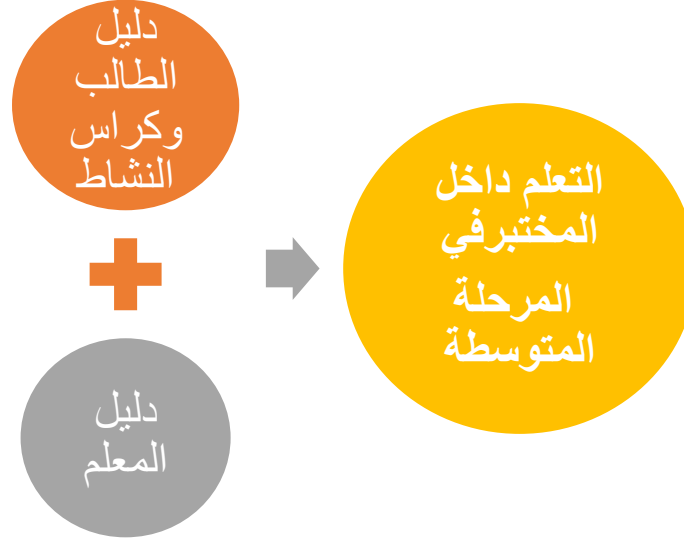 دليل
الطالب
وكراس
النشاط
دليل
المعلم
التعلم داخل
المختبرفي
المرحلة
المتوسطة